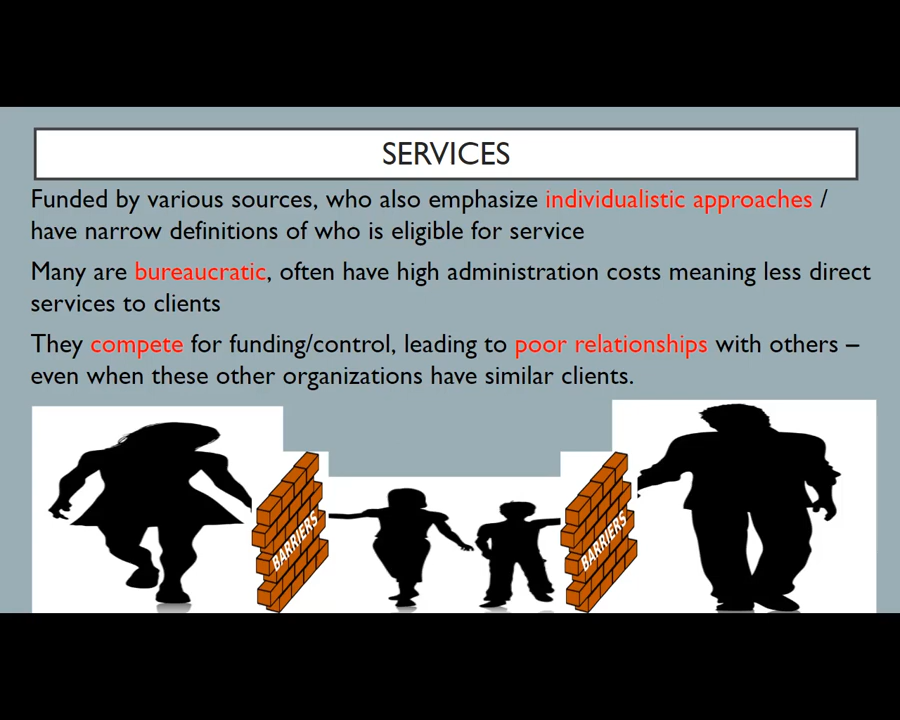 SERVICES
Funded by various sources, who also emphasize individualistic approaches /
have narrow definitions of who is eligible for service
Many are bureaucratic, often have high administration costs meaning less direct
services to clients
They compete for funding/control, leading to poor relationships with others –
even when these other organizations have similar clients.
BARRIERS
BARRIERS